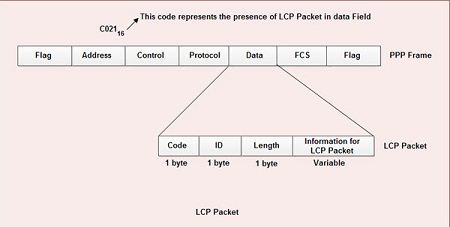 This code represents the presence of LCP Packet in data Field
C021₁₆
Flag Address Control Protocol Data FCS Flag PPP Frame
Code ID Length Information for LCP Packet LCP Packet
1 byte 1 byte 1 byte Variable
LCP Packet